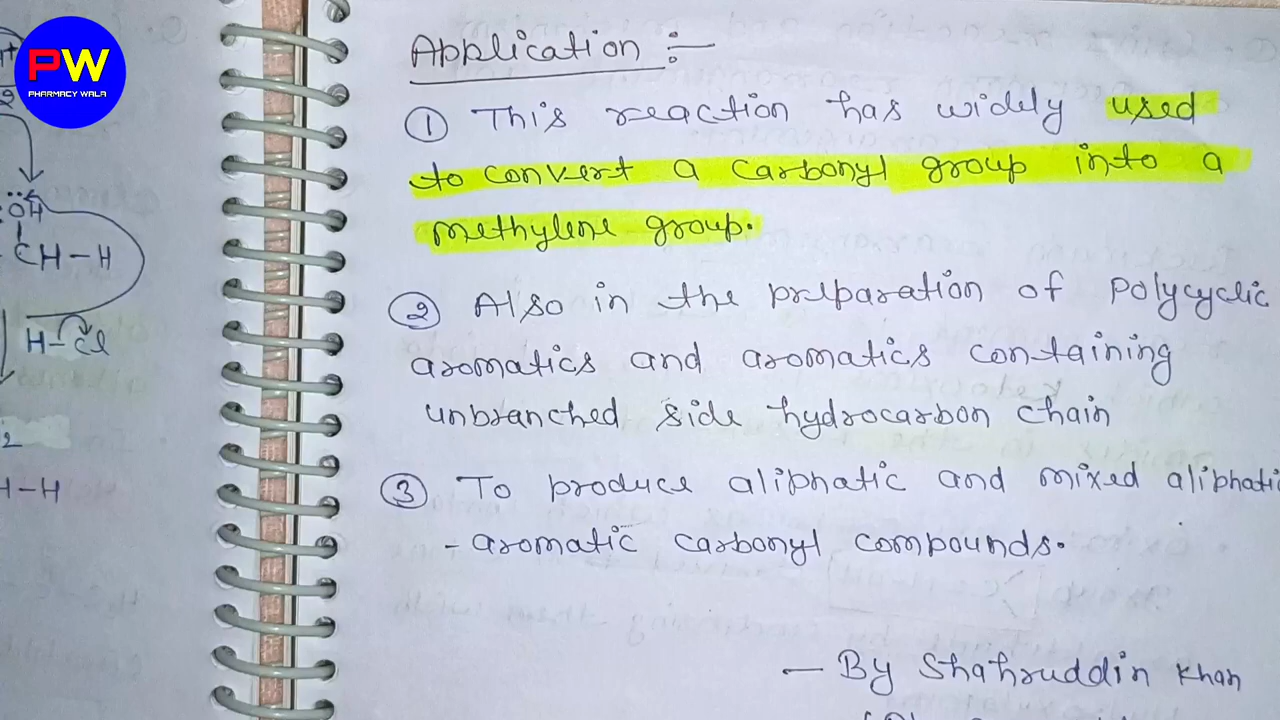 PW
PHARMACY WALA
Application :-
① This reaction has widely used
to convert a carbonyl group into a
methylene group.
② Also in the preparation of Polycyclic
aromatics and aromatics containing
unbranched side hydrocarbon chain
③ To produce aliphatic and mixed aliphatic
- aromatic carbonyl compounds.
— By Shahruddin Khan
:OH
CH-H
H-Cl
H-H